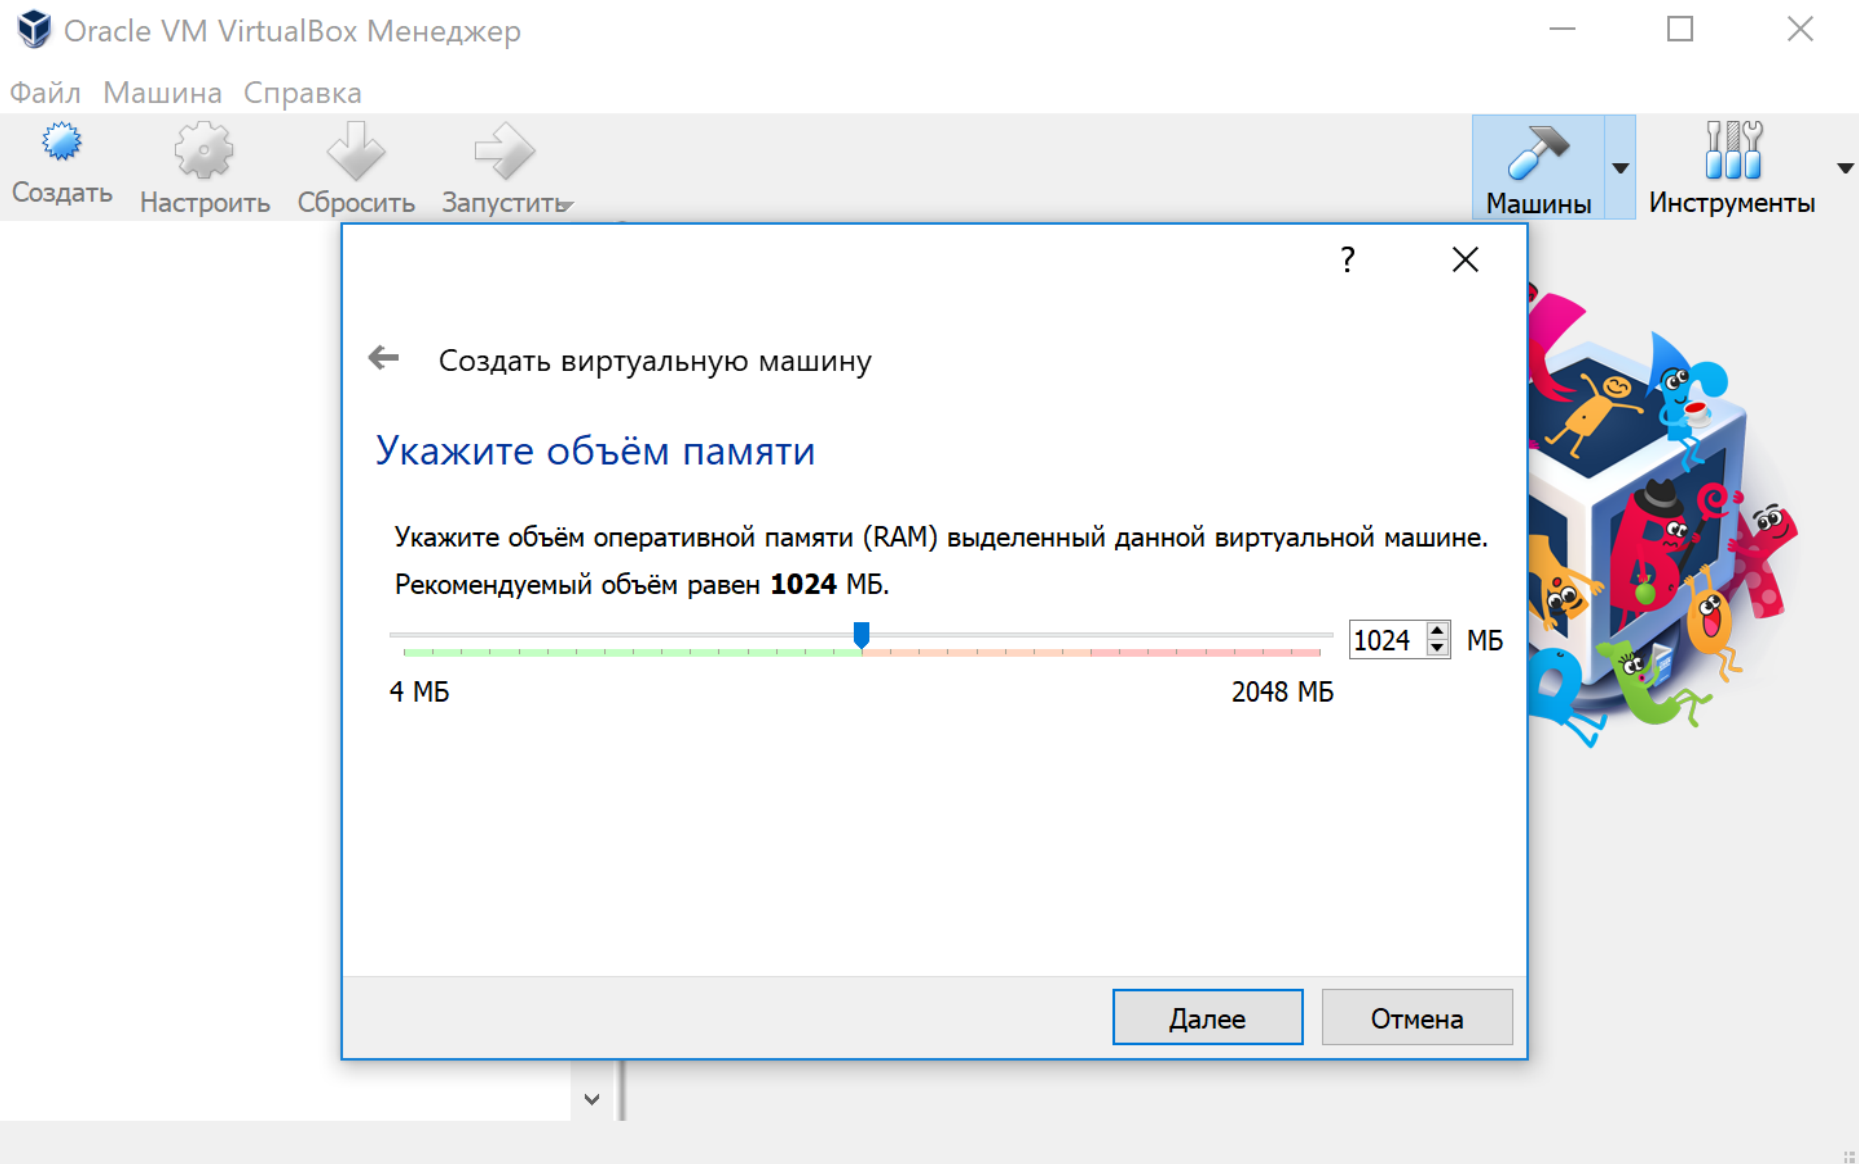 Oracle VM VirtualBox Менеджер
Файл Машина Справка
Создать Настроить Сбросить Запустить Машины Инструменты
?
Создать виртуальную машину
Укажите объём памяти
Укажите объём оперативной памяти (RAM) выделенный данной виртуальной машине.
Рекомендуемый объём равен 1024 МБ.
1024 МБ
4 МБ 2048 МБ
Далее Отмена